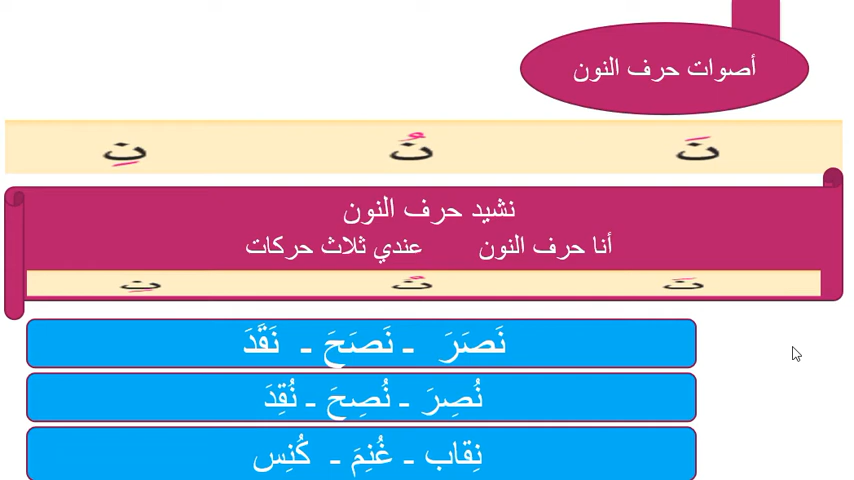 أصوات حرف النون
نَ نُ نِ
نشيد حرف النون
أنا حرف النون عندي ثلاث حركات
نَ نُ نِ
نَصَرَ ـ نَصَحَ ـ نَقَّدَ
نُصِرَ ـ نُصِحَ ـ نُقِدَ
نِقاب ـ غُنِمَ ـ كُنِس